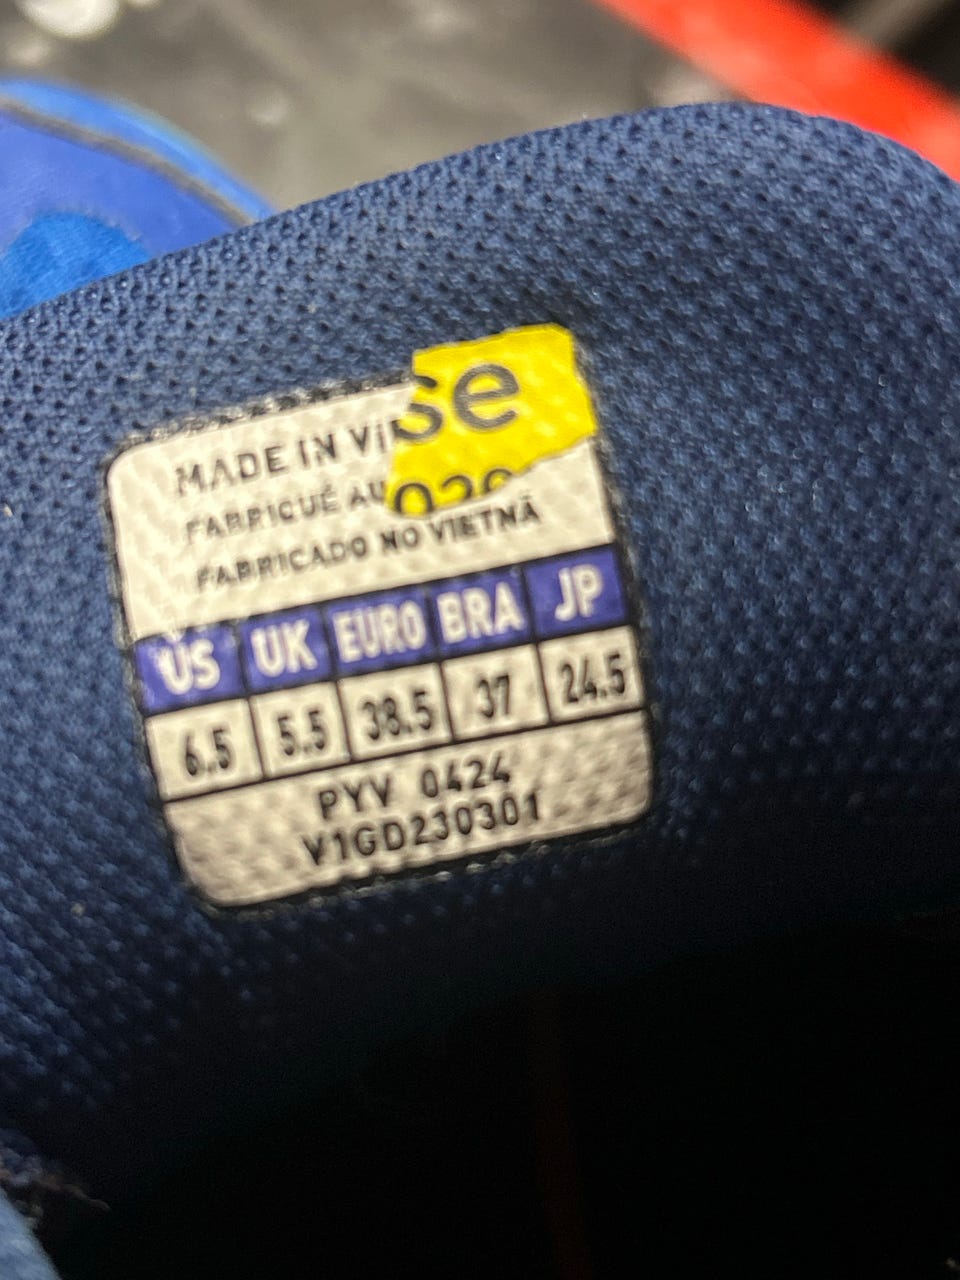 se
MADE IN VI
FABRIQUÉ AU
FABRICADO NO VIETNÃ
US UK EURO BRA JP
6.5 5.5 38.5 37 24.5
PYV 0424
V1GD230301